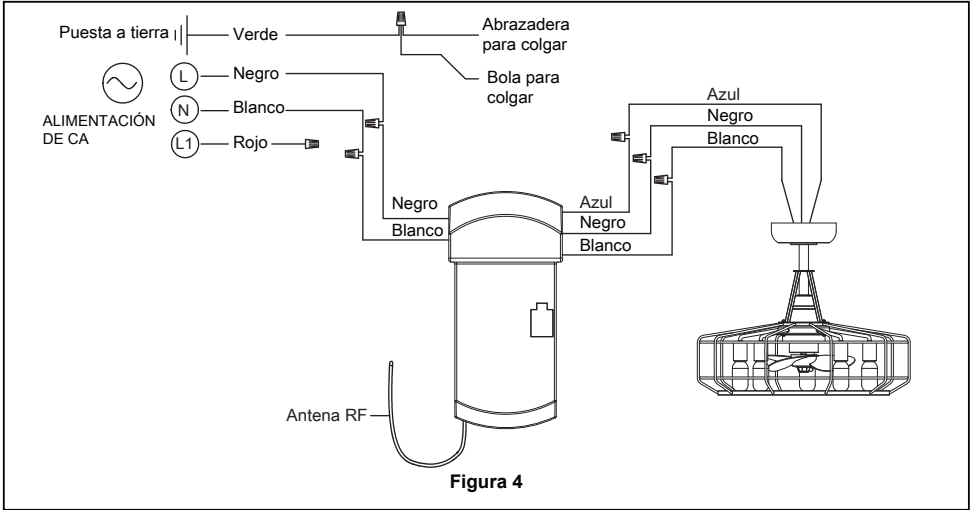 Puesta a tierra
Verde
Abrazadera
para colgar
Bola para
colgar
L
Negro
N
Blanco
L1
Rojo
ALIMENTACIÓN
DE CA
Azul
Negro
Blanco
Negro
Blanco
Azul
Negro
Blanco
Antena RF
Figura 4